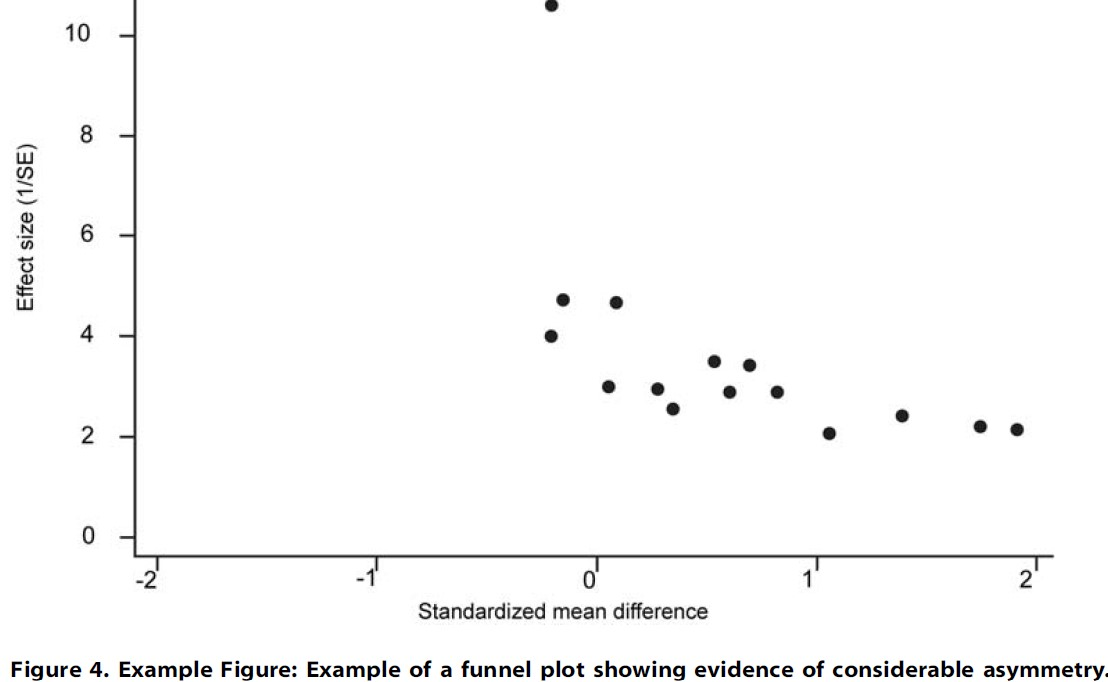 10
8
6
4
2
0
Effect size (1/SE)
-2 -1 0 1 2
Standardized mean difference
Figure 4. Example Figure: Example of a funnel plot showing evidence of considerable asymmetry.